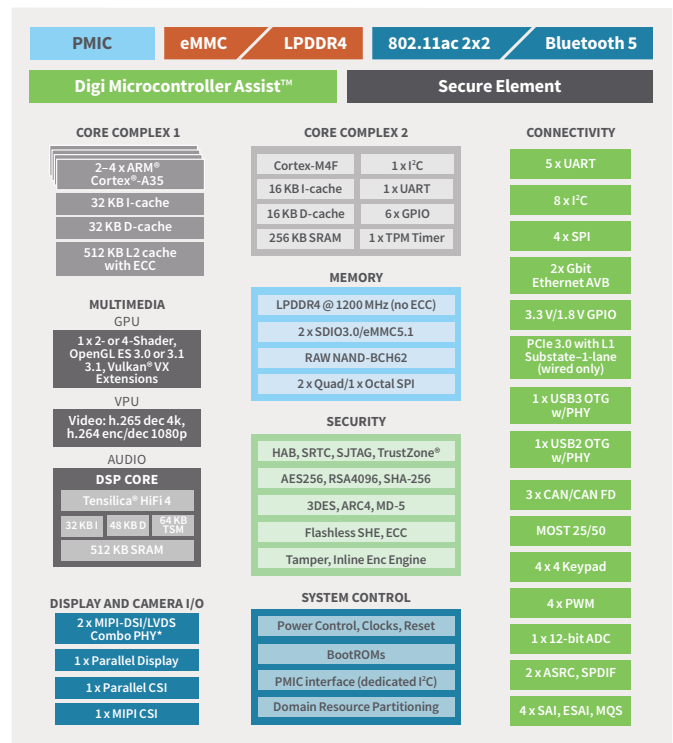 PMIC
eMMC
LPDDR4
802.11ac 2x2
Bluetooth 5
Digi Microcontroller Assist™
Secure Element
CORE COMPLEX 1
2–4 x ARM®
Cortex®-A35
32 KB I-cache
32 KB D-cache
512 KB L2 cache
with ECC
MULTIMEDIA
GPU
1 x 2- or 4-Shader,
OpenGL ES 3.0 or 3.1
3.1, Vulkan® VX
Extensions
VPU
Video: h.265 dec 4k,
h.264 enc/dec 1080p
AUDIO
DSP CORE
Tensilica® HiFi 4
32 KB I
48 KB D
64 KB
TSM
512 KB SRAM
DISPLAY AND CAMERA I/O
2 x MIPI-DSI/LVDS
Combo PHY*
1 x Parallel Display
1 x Parallel CSI
1 x MIPI CSI
CORE COMPLEX 2
Cortex-M4F
1 x I²C
16 KB I-cache
1 x UART
16 KB D-cache
6 x GPIO
256 KB SRAM
1 x TPM Timer
MEMORY
LPDDR4 @ 1200 MHz (no ECC)
2 x SDIO3.0/eMMC5.1
RAW NAND-BCH62
2 x Quad/1 x Octal SPI
SECURITY
HAB, SRTC, SJTAG, TrustZone®
AES256, RSA4096, SHA-256
3DES, ARC4, MD-5
Flashless SHE, ECC
Tamper, Inline Enc Engine
SYSTEM CONTROL
Power Control, Clocks, Reset
BootROMs
PMIC interface (dedicated I²C)
Domain Resource Partitioning
CONNECTIVITY
5 x UART
8 x I²C
4 x SPI
2x Gbit
Ethernet AVB
3.3 V/1.8 V GPIO
PCIe 3.0 with L1
Substate–1-lane
(wired only)
1 x USB3 OTG
w/PHY
1x USB2 OTG
w/PHY
3 x CAN/CAN FD
MOST 25/50
4 x 4 Keypad
4 x PWM
1 x 12-bit ADC
2 x ASRC, SPDIF
4 x SAI, ESAI, MQS